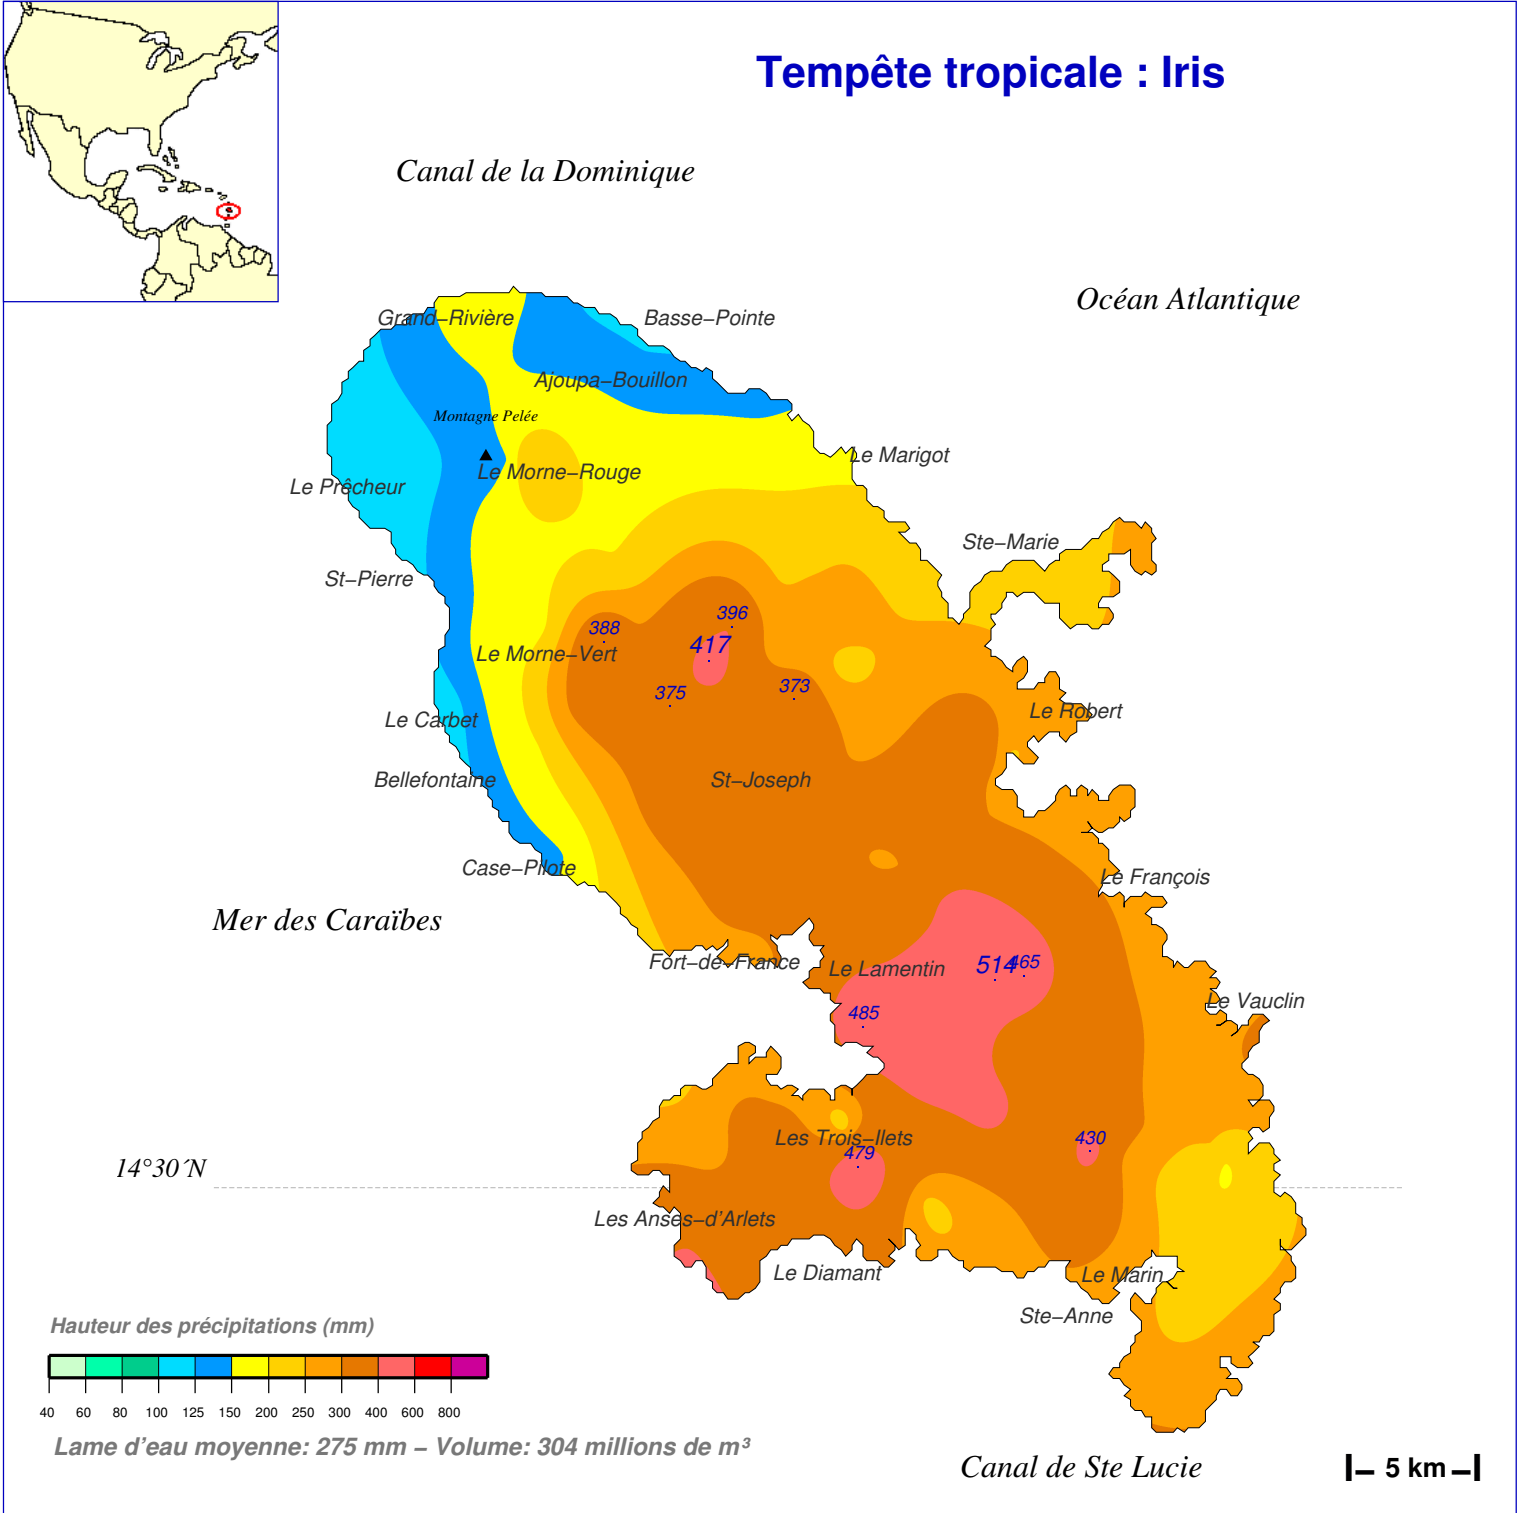 Tempête tropicale : Iris
Canal de la Dominique
Océan Atlantique
Grand−Rivière
Basse−Pointe
Ajoupa−Bouillon
Montagne Pelée
Le Marigot
Le Morne−Rouge
Le Prêcheur
Ste−Marie
St−Pierre
396
388
417
Le Morne−Vert
373
375
Le Robert
Le Carbet
Bellefontaine
St−Joseph
Case−Pilote
Le François
Mer des Caraïbes
Fort−de−France
Le Lamentin
514
465
Le Vauclin
485
Les Trois−Ilets
430
479
14°30´N
Les Anses−d'Arlets
Le Diamant
Le Marin
Ste−Anne
Hauteur des précipitations (mm)
40 60 80 100 125 150 200 250 300 400 600 800
Lame d'eau moyenne: 275 mm − Volume: 304 millions de m³
Canal de Ste Lucie
5 km